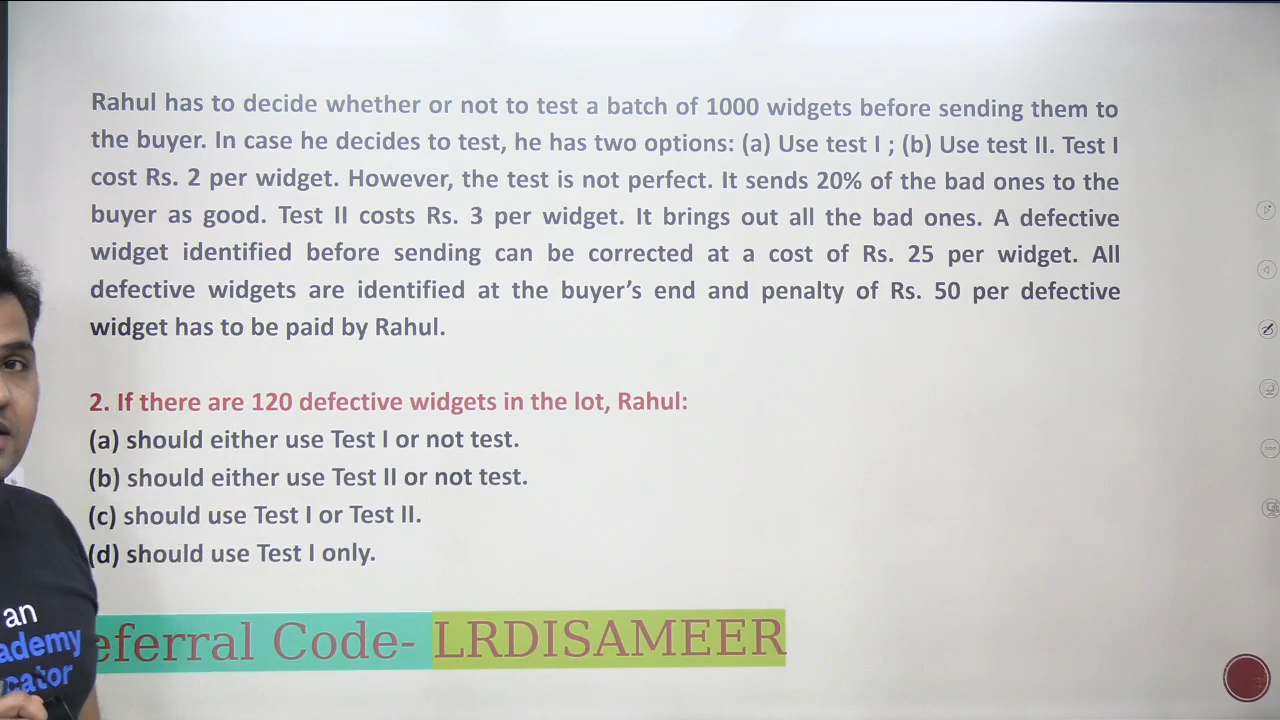 Rahul has to decide whether or not to test a batch of 1000 widgets before sending them to
the buyer. In case he decides to test, he has two options: (a) Use test I ; (b) Use test II. Test I
cost Rs. 2 per widget. However, the test is not perfect. It sends 20% of the bad ones to the
buyer as good. Test II costs Rs. 3 per widget. It brings out all the bad ones. A defective
widget identified before sending can be corrected at a cost of Rs. 25 per widget. All
defective widgets are identified at the buyer's end and penalty of Rs. 50 per defective
widget has to be paid by Rahul.
2. If there are 120 defective widgets in the lot, Rahul:
(a) should either use Test I or not test.
(b) should either use Test II or not test.
(c) should use Test I or Test II.
(d) should use Test I only.
eferral Code- LRDISAMEER
an
ademy
cator